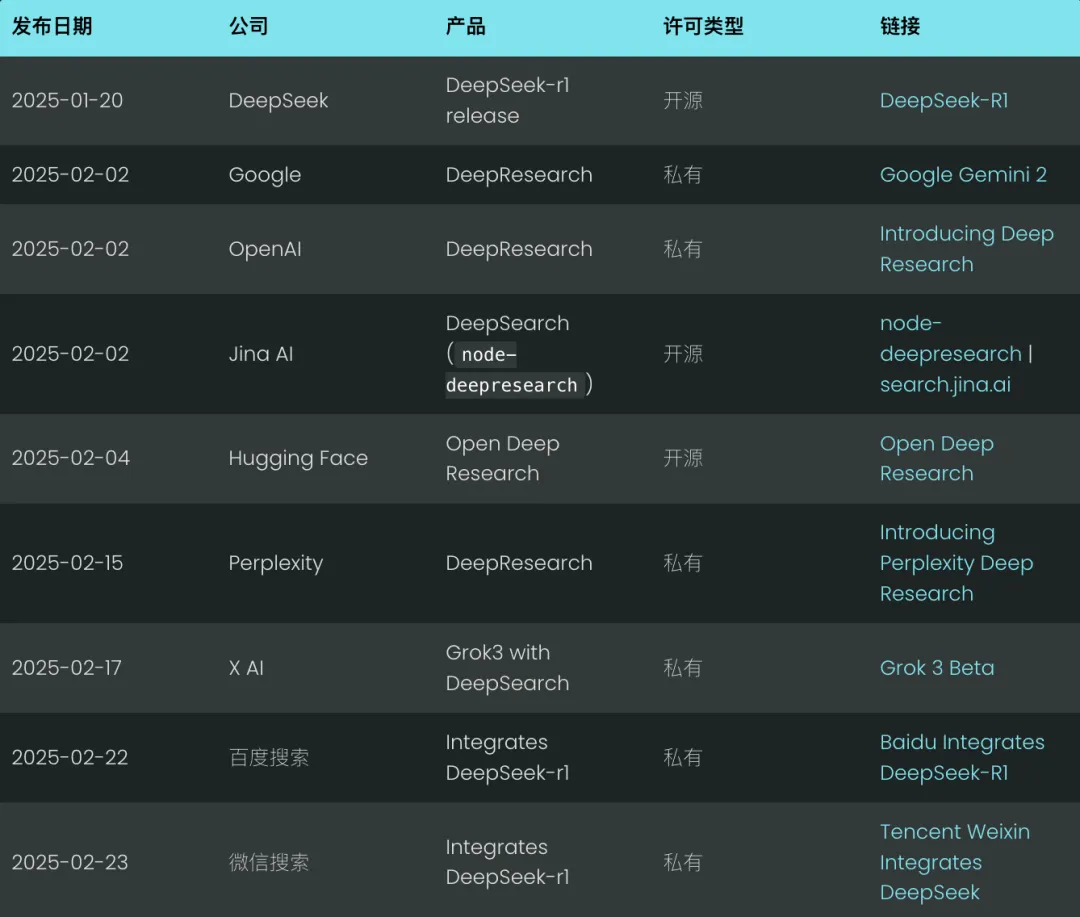 发布日期 公司 产品 许可类型 链接
2025-01-20 DeepSeek DeepSeek-r1 release 开源 DeepSeek-R1
2025-02-02 Google DeepResearch 私有 Google Gemini 2
2025-02-02 OpenAI DeepResearch 私有 Introducing Deep Research
2025-02-02 Jina AI DeepSearch (node-deepresearch) 开源 node-deepresearch | search.jina.ai
2025-02-04 Hugging Face Open Deep Research 开源 Open Deep Research
2025-02-15 Perplexity DeepResearch 私有 Introducing Perplexity Deep Research
2025-02-17 X AI Grok3 with DeepSearch 私有 Grok 3 Beta
2025-02-22 百度搜索 Integrates DeepSeek-r1 私有 Baidu Integrates DeepSeek-R1
2025-02-23 微信搜索 Integrates DeepSeek-r1 私有 Tencent Weixin Integrates DeepSeek